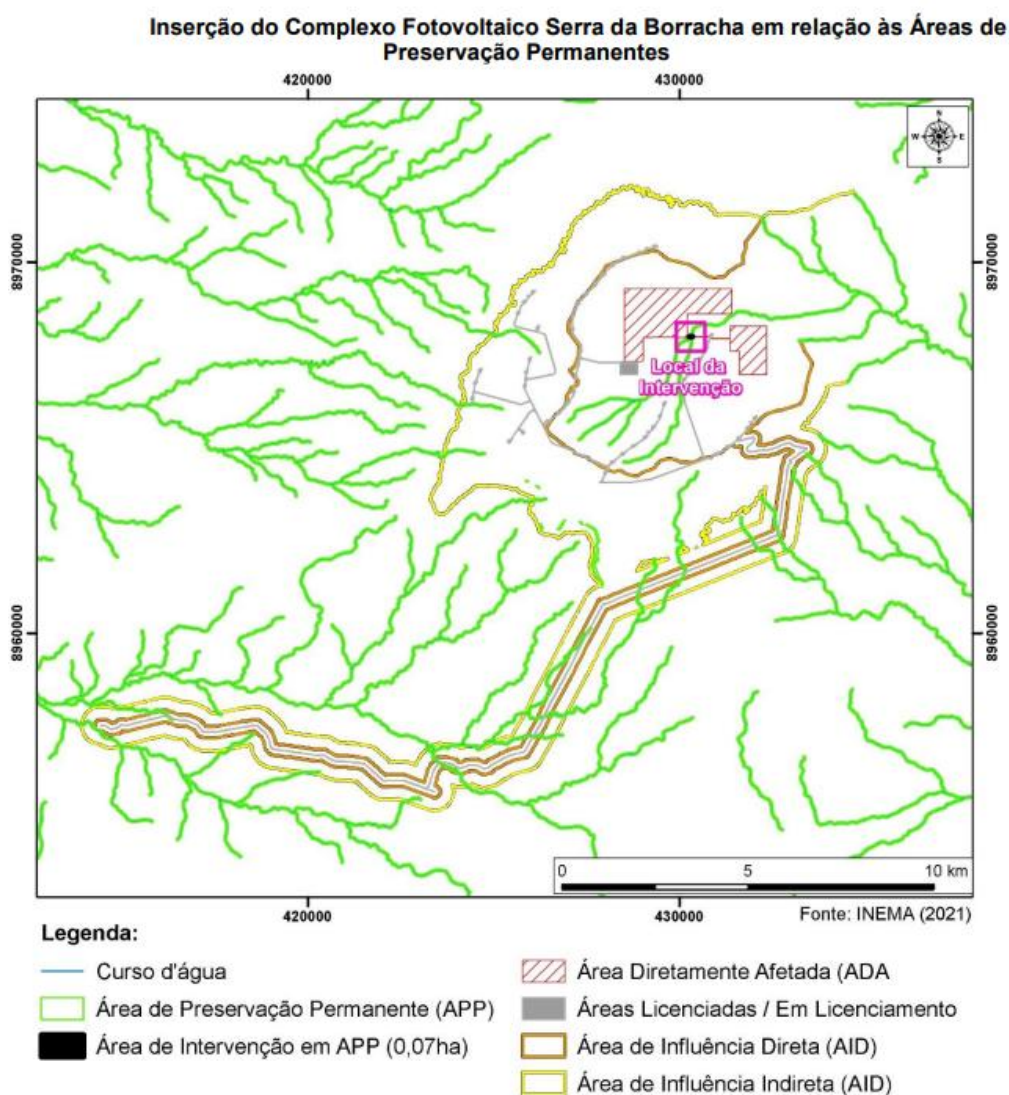 Inserção do Complexo Fotovoltaico Serra da Borracha em relação às Áreas de
Preservação Permanentes
420000
430000
N
W
E
S
8970000
8970000
Local da
Intervenção
8960000
8960000
0
5
10 km
420000
430000
Fonte: INEMA (2021)
Legenda:
Curso d'água
Área de Preservação Permanente (APP)
Área de Intervenção em APP (0,07ha)
Área Diretamente Afetada (ADA
Áreas Licenciadas / Em Licenciamento
Área de Influência Direta (AID)
Área de Influência Indireta (AID)